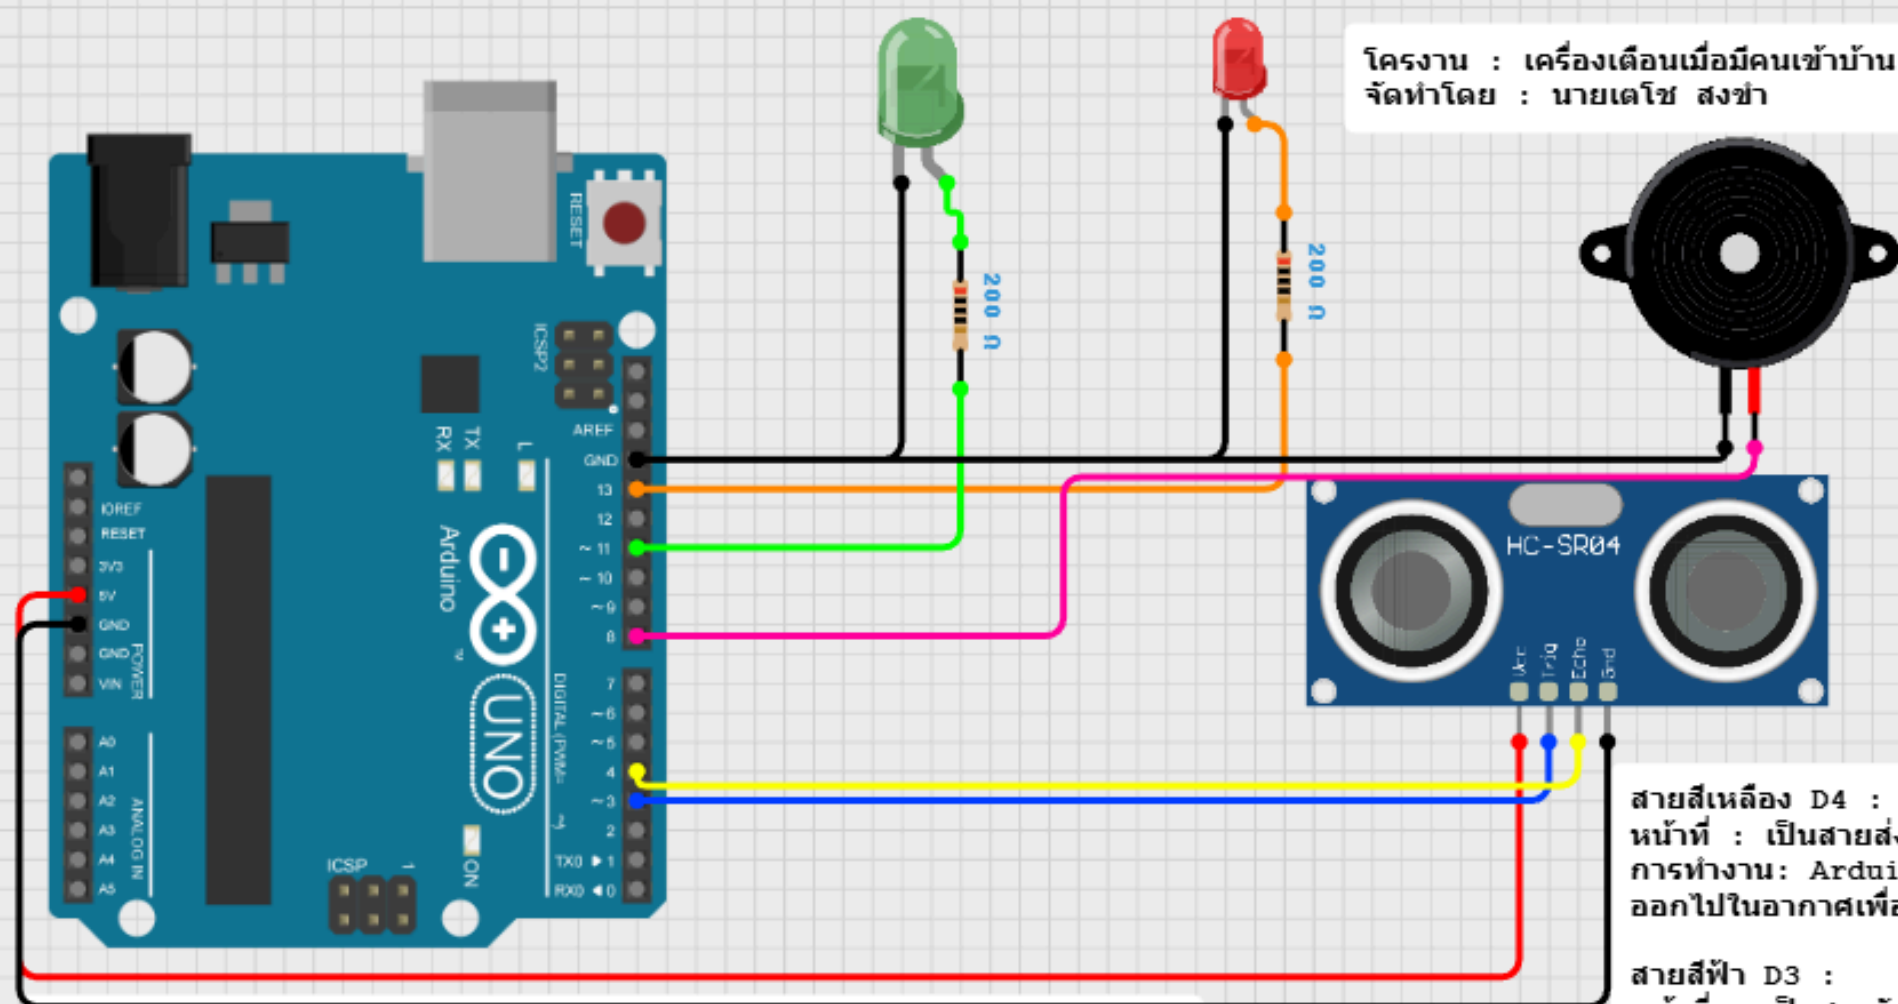 โครงาน : เครื่องเตือนเมื่อมีคนเข้าบ้าน
จัดทำโดย : นายเตโช สงขำ
RESET
ICSP2
200 Ω
200 Ω
AREF
GND
13
12
~ 11
~ 10
~ 9
8
7
~ 6
~ 5
4
~ 3
2
TX0 ▶ 1
RX0 ◀ 0
RX
TX
L
Arduino
UNO
DIGITAL (PWM= ~)
IOREF
RESET
3V3
5V
GND
GND
VIN
POWER
A0
A1
A2
A3
A4
A5
ANALOG IN
ICSP
1
ON
HC-SR04
Vcc
Trig
Echo
Gnd
สายสีเหลือง D4 :
หน้าที่ : เป็นสายส่ง
การทำงาน: Ardui
ออกไปในอากาศเพื่อ
สายสีฟ้า D3 :